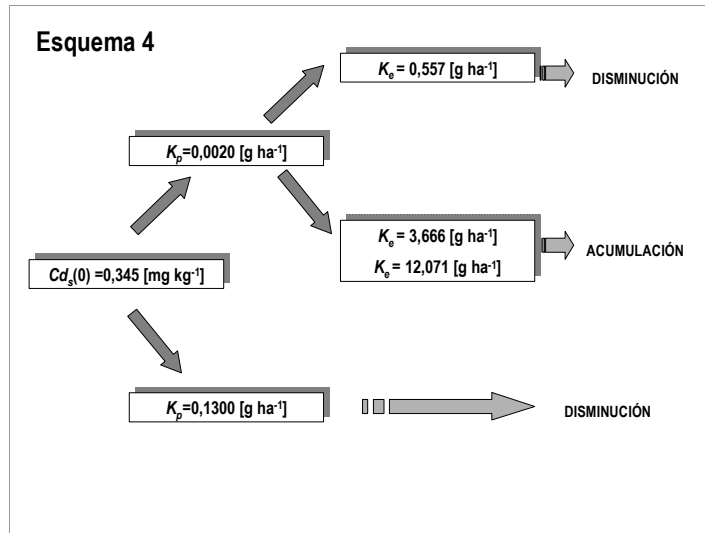 Esquema 4
Kₑ = 0,557 [g ha⁻¹]
DISMINUCIÓN
Kₚ=0,0020 [g ha⁻¹]
Kₑ = 3,666 [g ha⁻¹]
Kₑ = 12,071 [g ha⁻¹]
ACUMULACIÓN
Cdₛ(0) =0,345 [mg kg⁻¹]
Kₚ=0,1300 [g ha⁻¹]
DISMINUCIÓN